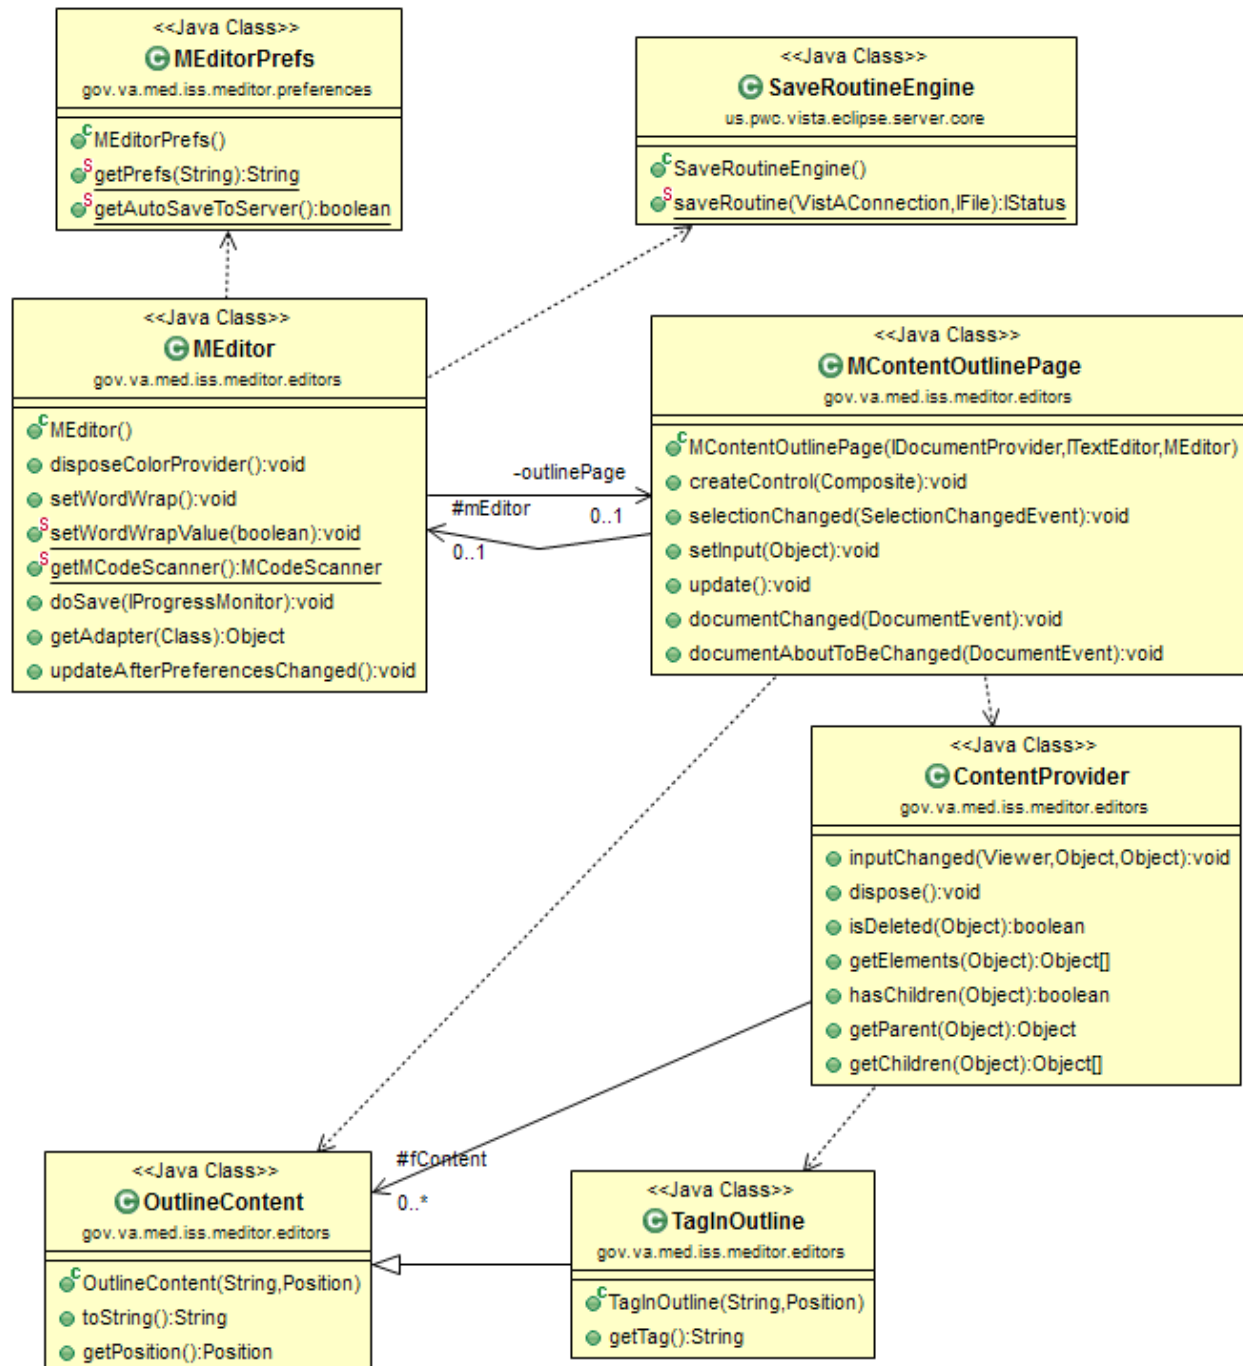 <<Java Class>>
MEditorPrefs
gov.va.med.iss.meditor.preferences
MEditorPrefs()
getPrefs(String):String
getAutoSaveToServer():boolean
<<Java Class>>
SaveRoutineEngine
us.pwc.vista.eclipse.server.core
SaveRoutineEngine()
saveRoutine(VistAConnection,IFile):IStatus
<<Java Class>>
MEditor
gov.va.med.iss.meditor.editors
MEditor()
disposeColorProvider():void
setWordWrap():void
setWordWrapValue(boolean):void
getMCodeScanner():MCodeScanner
doSave(IProgressMonitor):void
getAdapter(Class):Object
updateAfterPreferencesChanged():void
-outlinePage
0..1
#mEditor
0..1
<<Java Class>>
MContentOutlinePage
gov.va.med.iss.meditor.editors
MContentOutlinePage(IDocumentProvider,ITextEditor,MEditor)
createControl(Composite):void
selectionChanged(SelectionChangedEvent):void
setInput(Object):void
update():void
documentChanged(DocumentEvent):void
documentAboutToBeChanged(DocumentEvent):void
<<Java Class>>
ContentProvider
gov.va.med.iss.meditor.editors
inputChanged(Viewer,Object,Object):void
dispose():void
isDeleted(Object):boolean
getElements(Object):Object[]
hasChildren(Object):boolean
getParent(Object):Object
getChildren(Object):Object[]
#fContent
0..*
<<Java Class>>
OutlineContent
gov.va.med.iss.meditor.editors
OutlineContent(String,Position)
toString():String
getPosition():Position
<<Java Class>>
TagInOutline
gov.va.med.iss.meditor.editors
TagInOutline(String,Position)
getTag():String